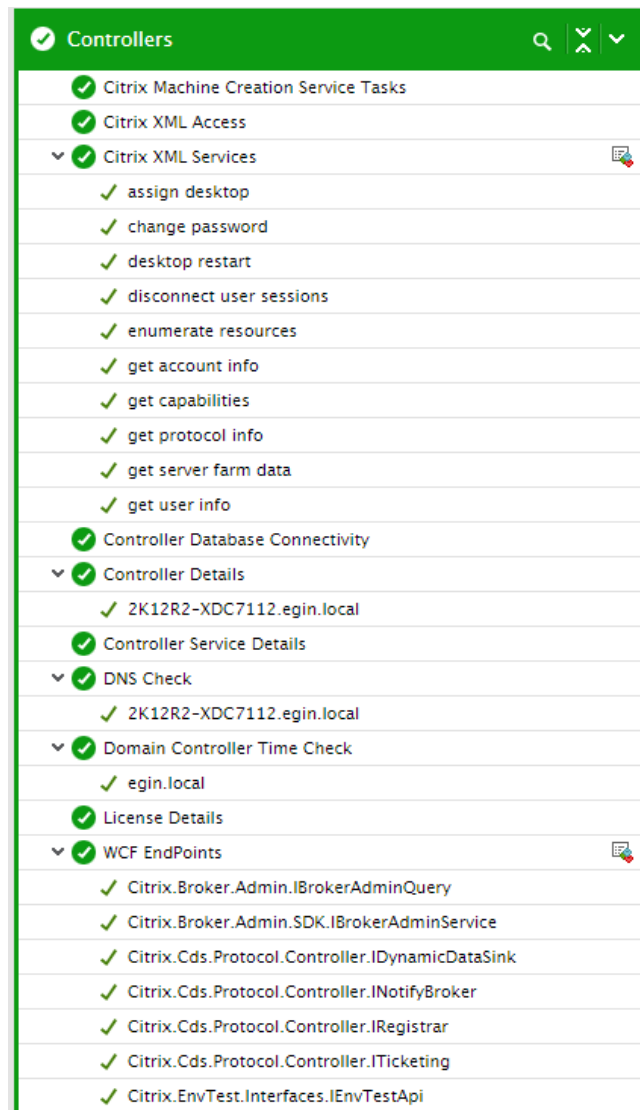 Controllers
Citrix Machine Creation Service Tasks
Citrix XML Access
Citrix XML Services
assign desktop
change password
desktop restart
disconnect user sessions
enumerate resources
get account info
get capabilities
get protocol info
get server farm data
get user info
Controller Database Connectivity
Controller Details
2K12R2-XDC7112.egin.local
Controller Service Details
DNS Check
2K12R2-XDC7112.egin.local
Domain Controller Time Check
egin.local
License Details
WCF EndPoints
Citrix.Broker.Admin.IBrokerAdminQuery
Citrix.Broker.Admin.SDK.IBrokerAdminService
Citrix.Cds.Protocol.Controller.IDynamicDataSink
Citrix.Cds.Protocol.Controller.INotifyBroker
Citrix.Cds.Protocol.Controller.IRegistrar
Citrix.Cds.Protocol.Controller.ITicketing
Citrix.EnvTest.Interfaces.IEnvTestApi